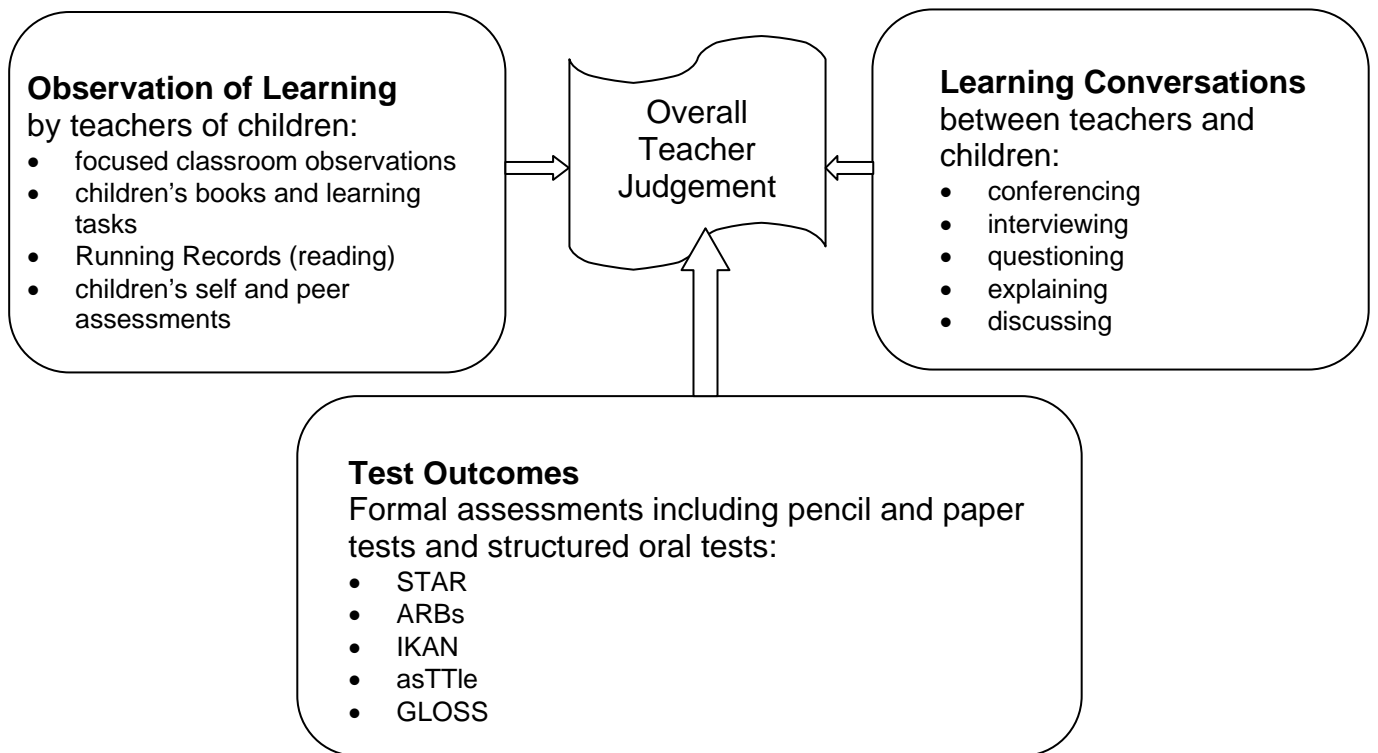 Observation of Learning
by teachers of children:
• focused classroom observations
• children’s books and learning
tasks
• Running Records (reading)
• children’s self and peer
assessments
Overall
Teacher
Judgement
Learning Conversations
between teachers and
children:
• conferencing
• interviewing
• questioning
• explaining
• discussing
Test Outcomes
Formal assessments including pencil and paper
tests and structured oral tests:
• STAR
• ARBs
• IKAN
• asTTle
• GLOSS